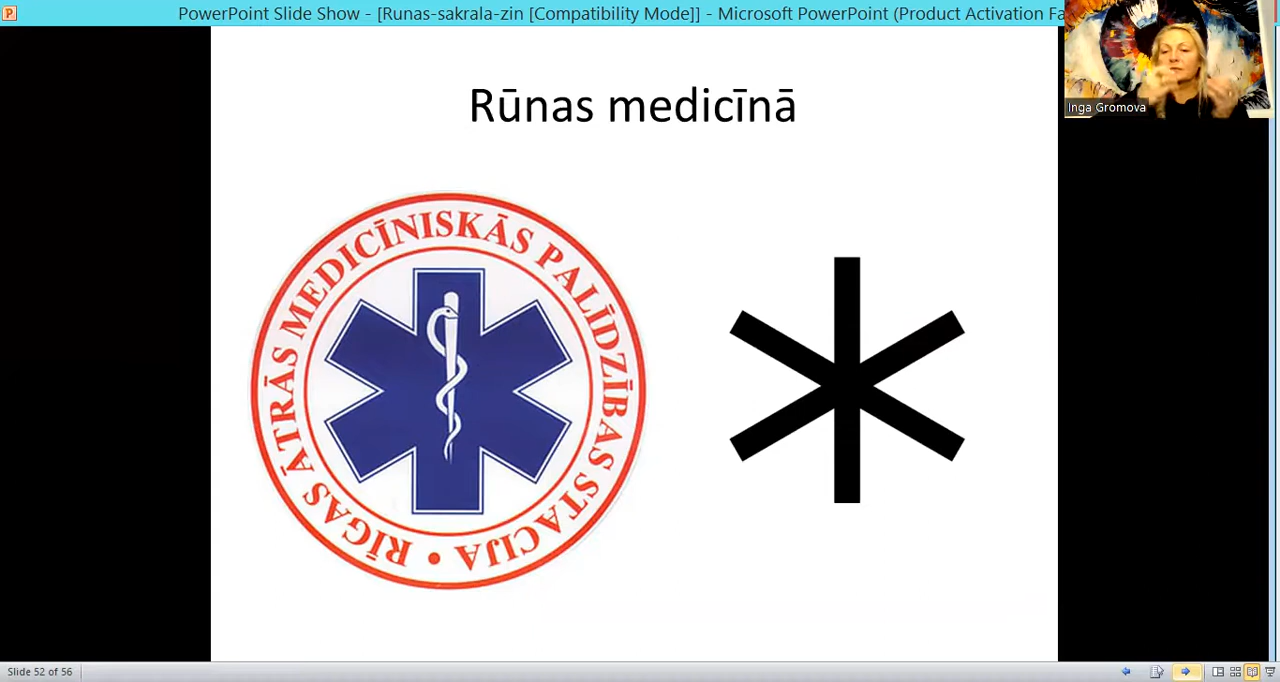 PowerPoint Slide Show - [Runas-sakrala-zin [Compatibility Mode]] - Microsoft PowerPoint (Product Activation Fa
Inga Gromova
Rūnas medicīnā
RĪGAS ĀTRĀS MEDICĪNISKĀS PALĪDZĪBAS STACIJA •
Slide 52 of 56